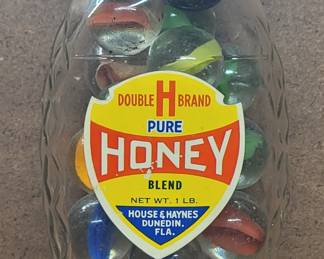 DOUBLE H BRAND
PURE
HONEY
BLEND
NET WT. 1 LB.
HOUSE & HAYNES
DUNEDIN,
FLA.